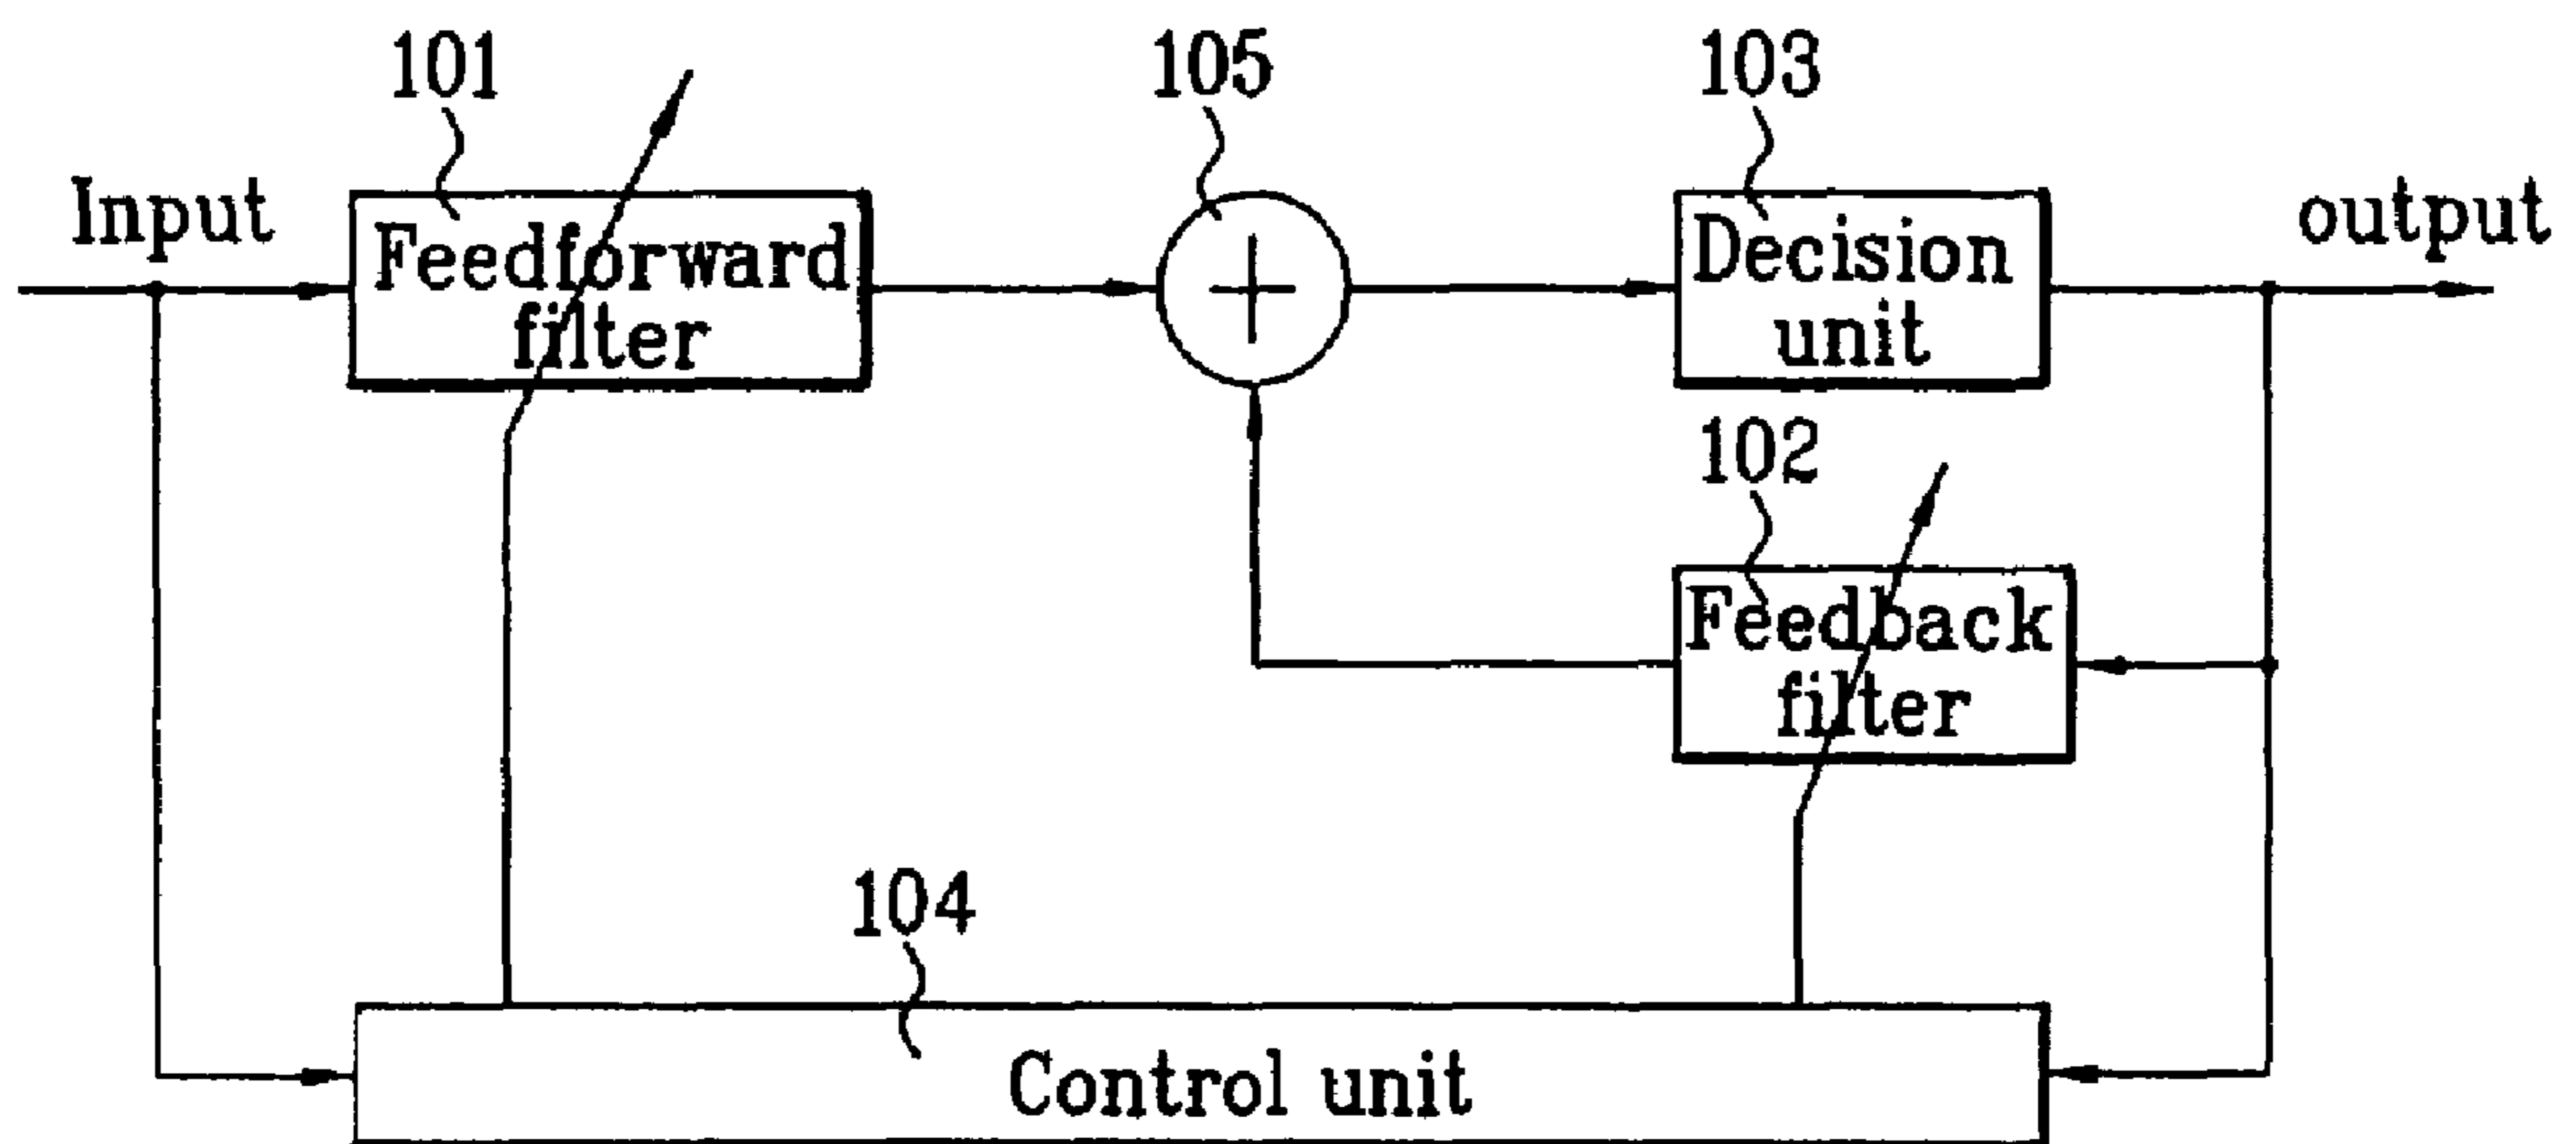 101
105
103
Input
Feedforward
filter
Decision
unit
output
102
Feedback
filter
104
Control unit